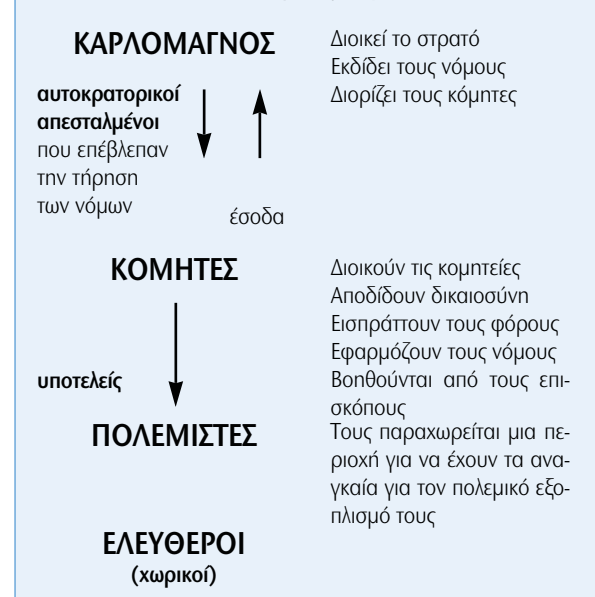 ΚΑΡΛΟΜΑΓΝΟΣ
Διοικεί το στρατό
Εκδίδει τους νόμους
Διορίζει τους κόμητες
αυτοκρατορικοί
απεσταλμένοι
που επέβλεπαν
την τήρηση
των νόμων
έσοδα
ΚΟΜΗΤΕΣ
Διοικούν τις κομητείες
Αποδίδουν δικαιοσύνη
Εισπράττουν τους φόρους
Εφαρμόζουν τους νόμους
Βοηθούνται από τους επι-
σκόπους
υποτελείς
ΠΟΛΕΜΙΣΤΕΣ
Τους παραχωρείται μια πε-
ριοχή για να έχουν τα ανα-
γκαία για τον πολεμικό εξο-
πλισμό τους
ΕΛΕΥΘΕΡΟΙ
(χωρικοί)